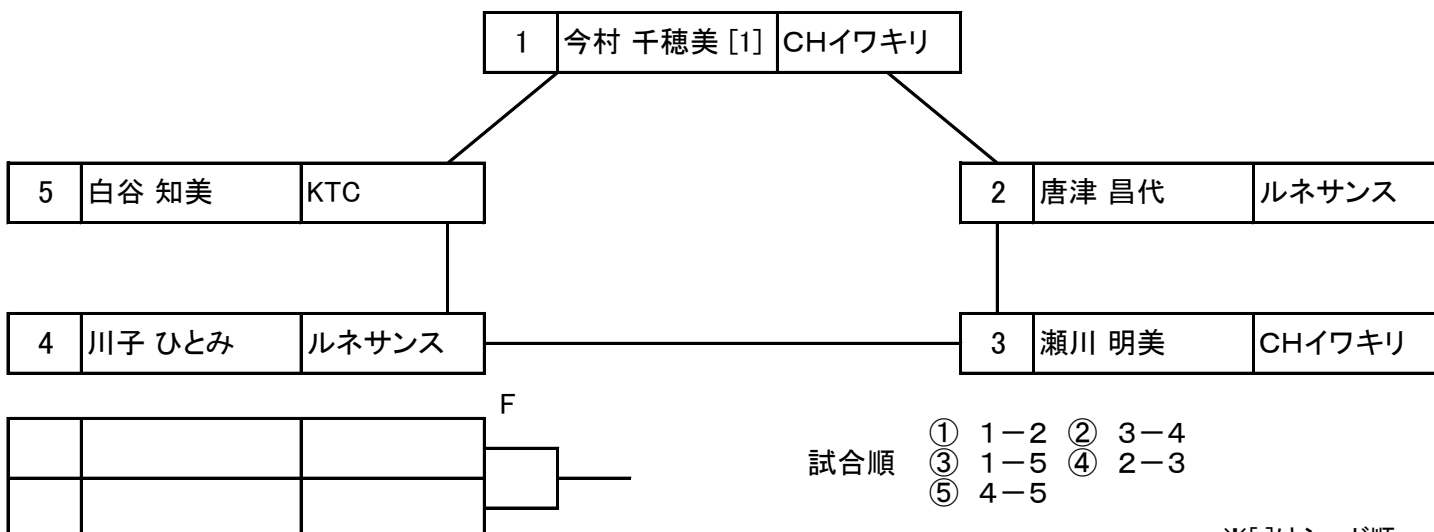 1 今村 千穂美 [1] CHイワキリ
5 白谷 知美 KTC
2 唐津 昌代 ルネサンス
4 川子 ひとみ ルネサンス
3 瀬川 明美 CHイワキリ
F
① 1－2 ② 3－4
試合順 ③ 1－5 ④ 2－3
⑤ 4－5